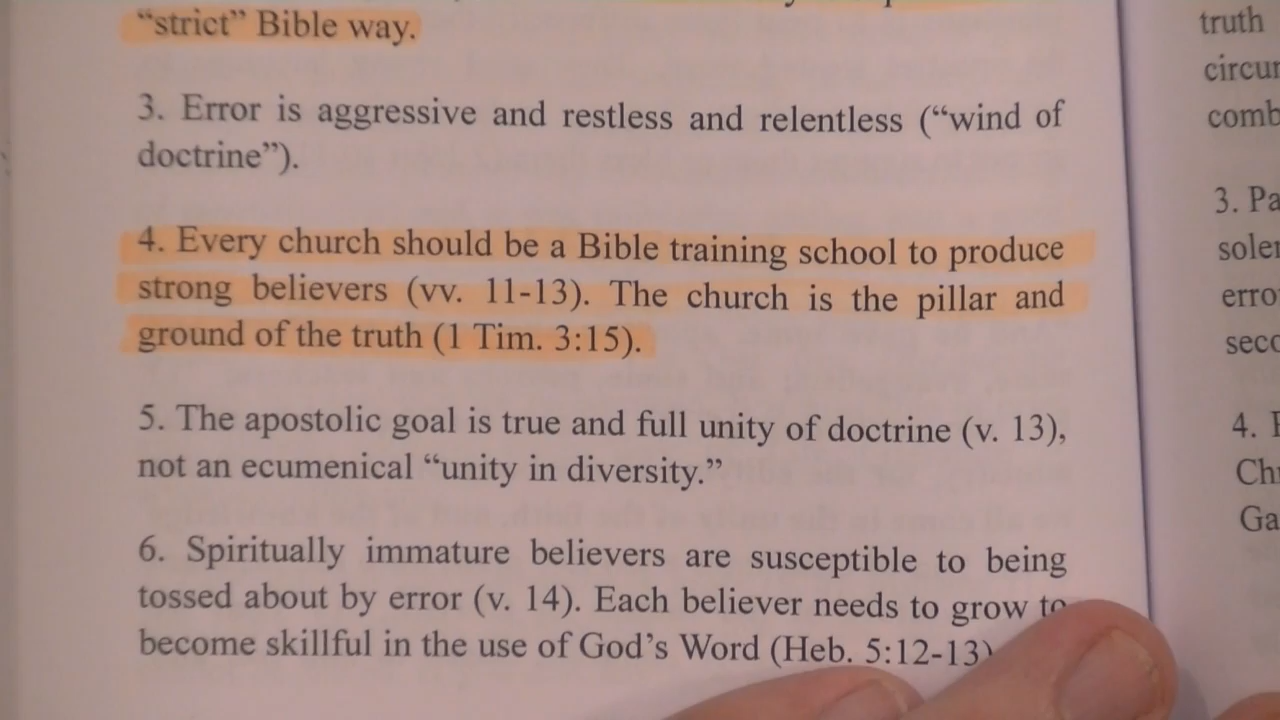 “strict” Bible way.
3. Error is aggressive and restless and relentless (“wind of
doctrine”).
4. Every church should be a Bible training school to produce
strong believers (vv. 11-13). The church is the pillar and
ground of the truth (1 Tim. 3:15).
5. The apostolic goal is true and full unity of doctrine (v. 13),
not an ecumenical “unity in diversity.”
6. Spiritually immature believers are susceptible to being
tossed about by error (v. 14). Each believer needs to grow to
become skillful in the use of God’s Word (Heb. 5:12-13)
truth
3.
4.